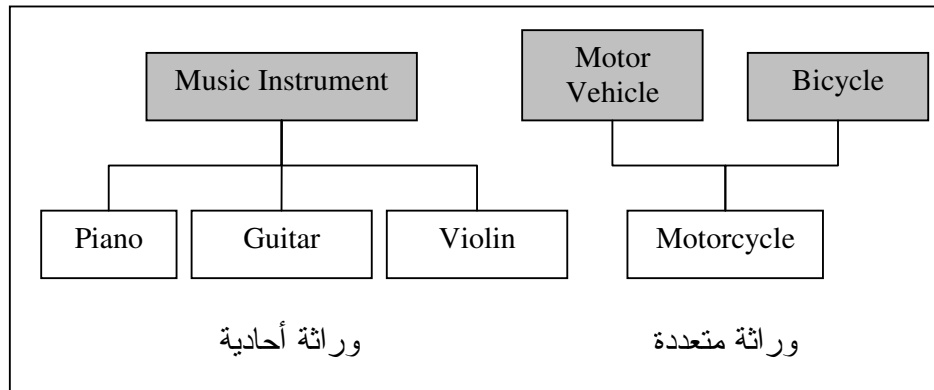 Music Instrument
Motor
Vehicle
Bicycle
Piano
Guitar
Violin
Motorcycle
وراثة أحادية
وراثة متعددة